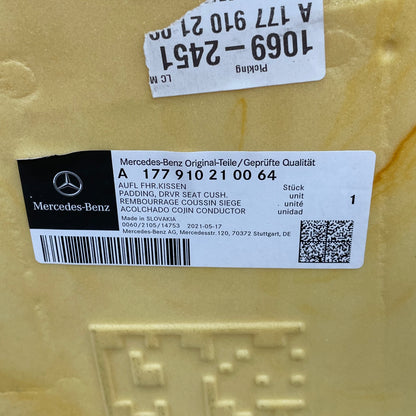 A 177 910 21 00
1069-2451
Picking
LC M
Mercedes-Benz
Mercedes-Benz Original-Teile/Geprüfte Qualität
A 177 910 21 00 64
AUFL FHR.KISSEN
PADDING, DRVR SEAT CUSH.
REMBOURRAGE COUSSIN SIEGE
ACOLCHADO COJIN CONDUCTOR
Stück
unit
unité
unidad
1
Made in SLOVAKIA
0060/2105/14753 2021-05-17
Mercedes-Benz AG, Mercedesstr.120, 70372 Stuttgart, DE